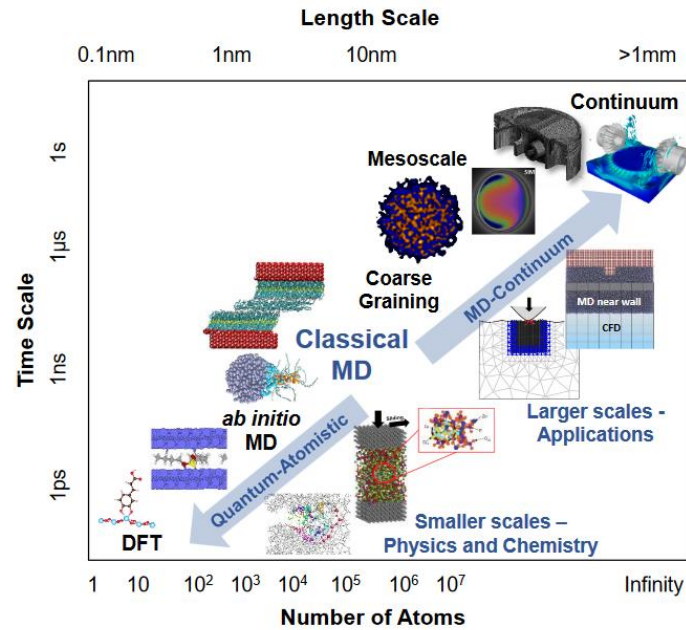 Length Scale
0.1nm 1nm 10nm >1mm
Continuum
Mesoscale
Coarse
Graining
MD-Continuum
MD near wall
CFD
Classical
MD
ab initio
MD
Larger scales -
Applications
Quantum-Atomistic
Smaller scales –
Physics and Chemistry
DFT
Time Scale
1s
1µs
1ns
1ps
1 10 10² 10³ 10⁴ 10⁵ 10⁶ 10⁷ Infinity
Number of Atoms